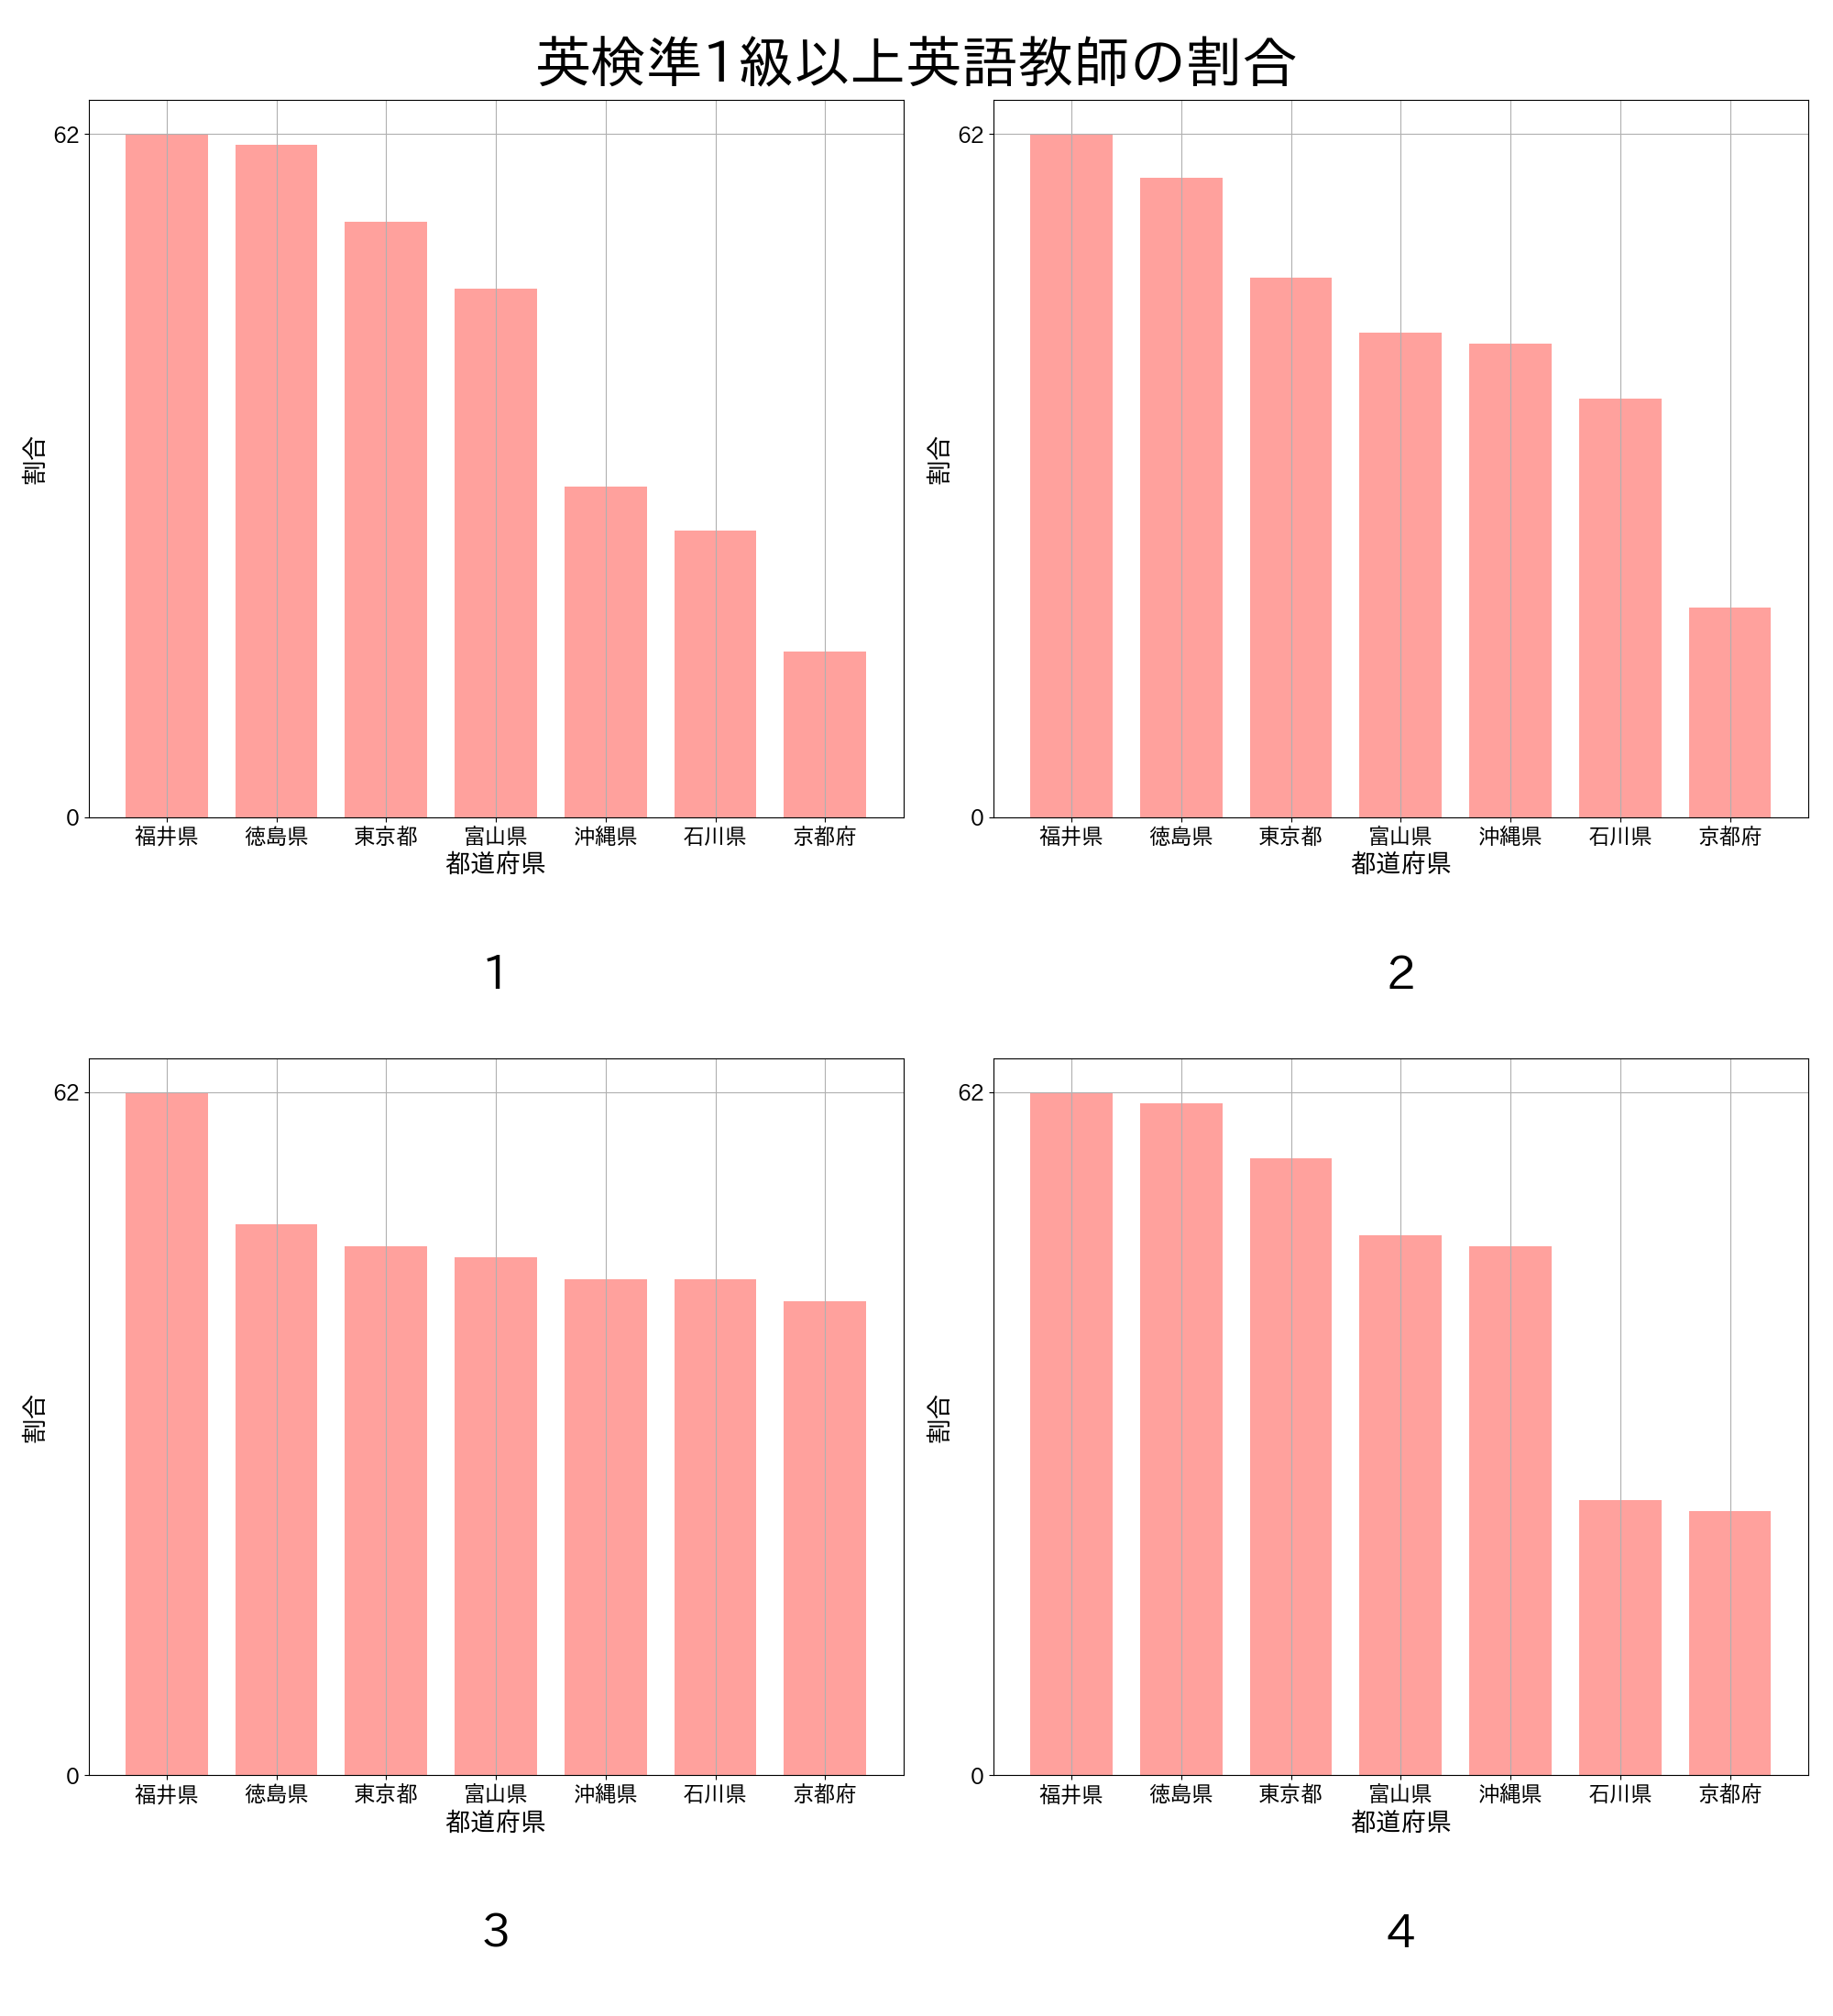 英検準1級以上英語教師の割合
62
0
割合
福井県 徳島県 東京都 富山県 沖縄県 石川県 京都府
都道府県
1
62
0
割合
福井県 徳島県 東京都 富山県 沖縄県 石川県 京都府
都道府県
2
62
0
割合
福井県 徳島県 東京都 富山県 沖縄県 石川県 京都府
都道府県
3
62
0
割合
福井県 徳島県 東京都 富山県 沖縄県 石川県 京都府
都道府県
4